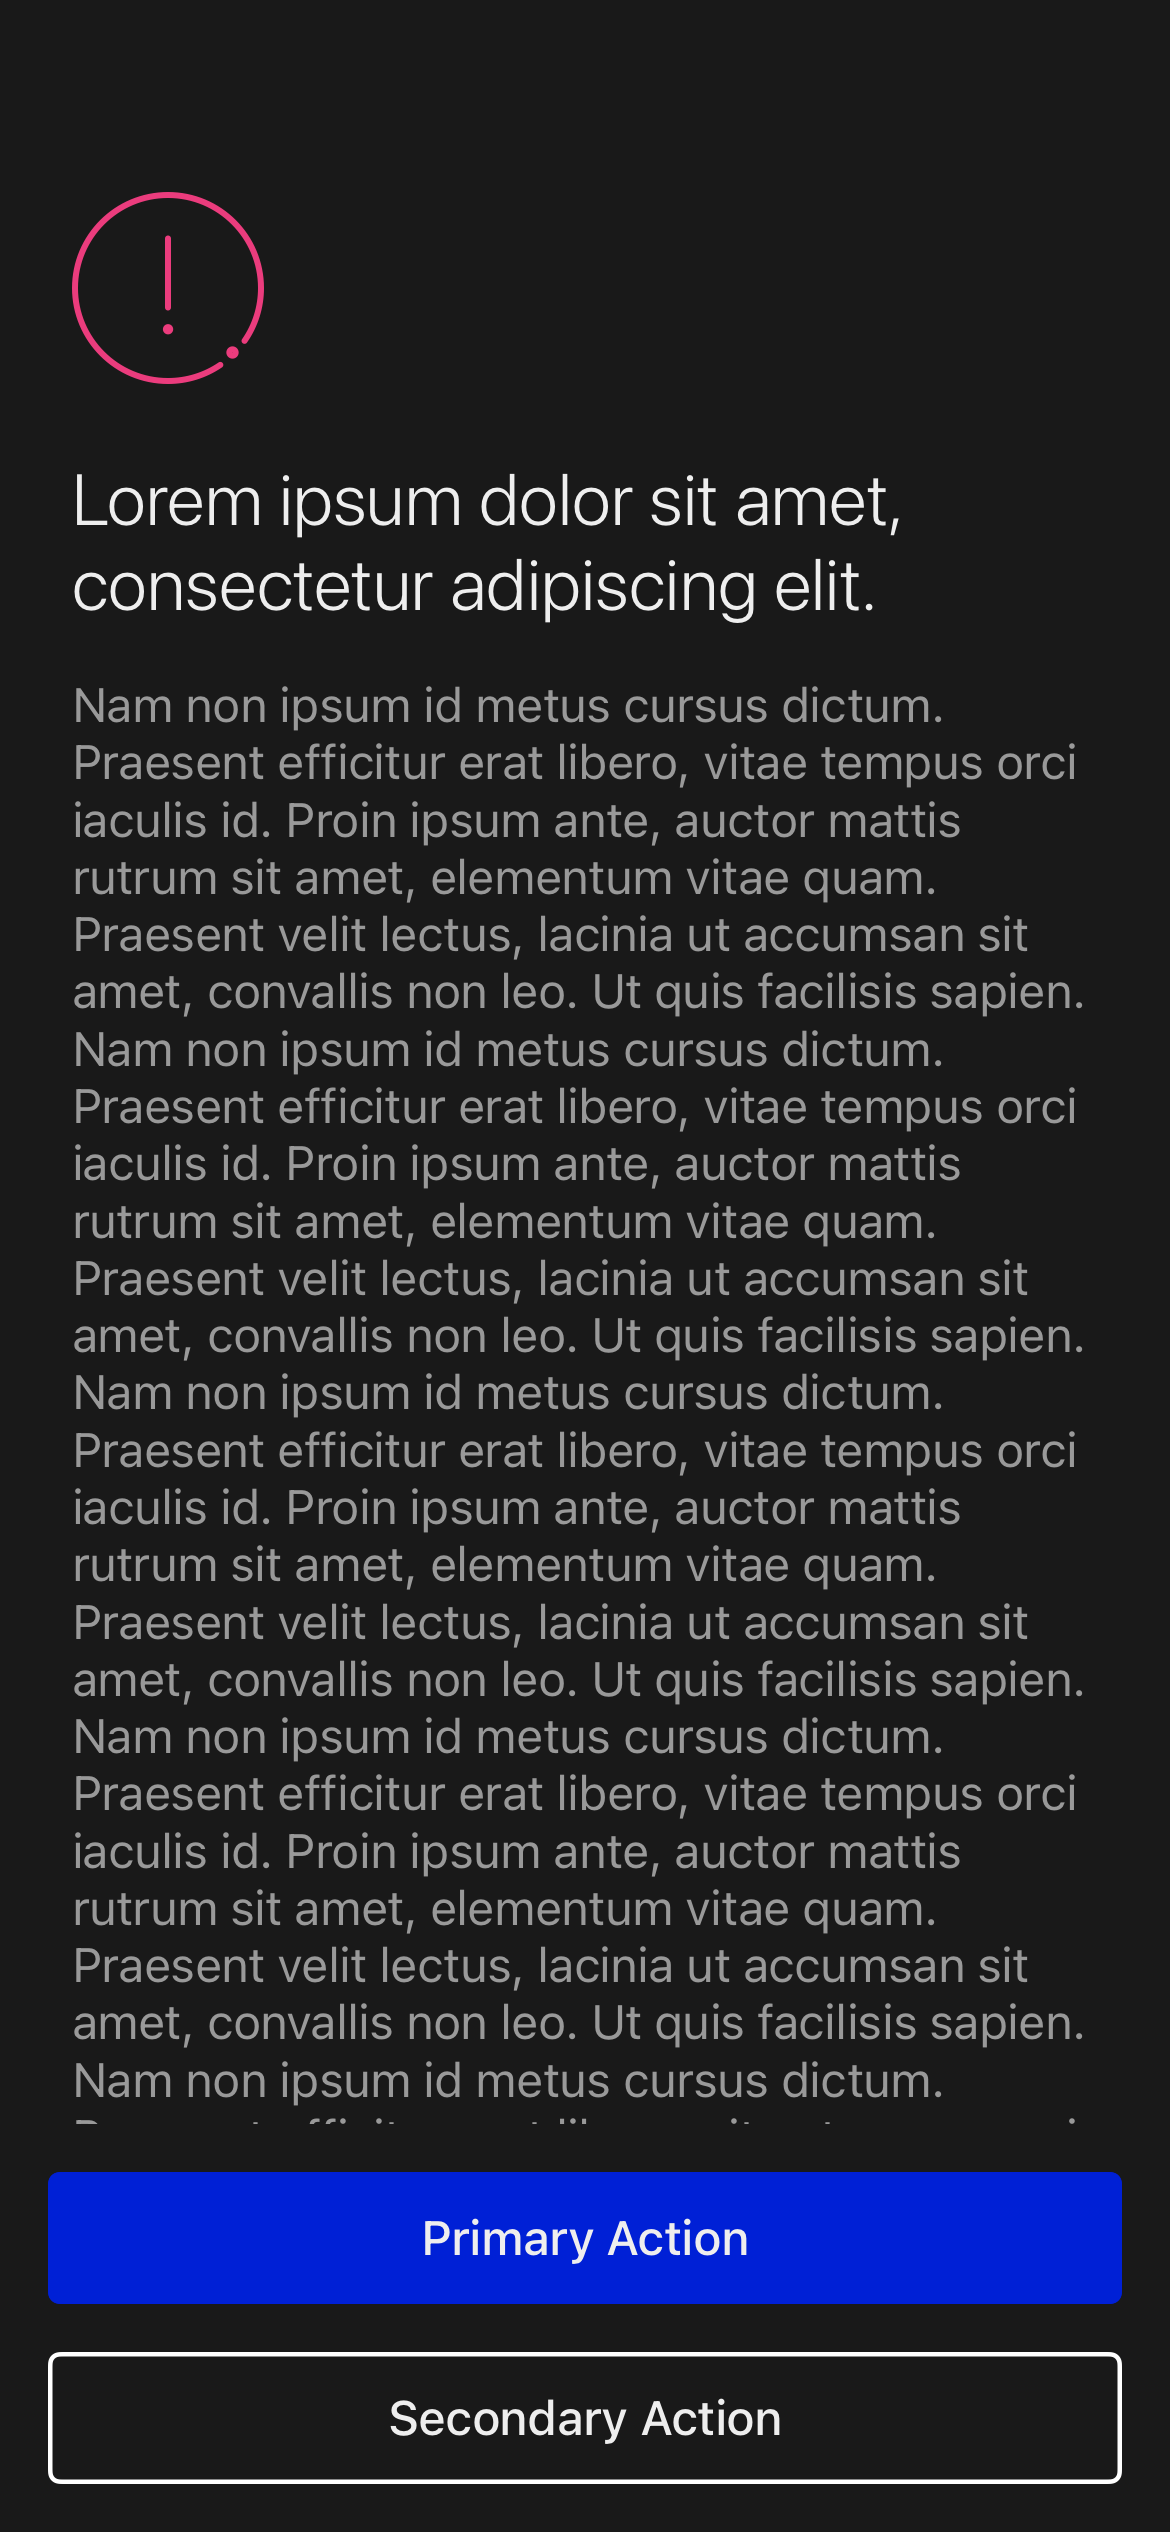 Lorem ipsum dolor sit amet,
consectetur adipiscing elit.
Nam non ipsum id metus cursus dictum.
Praesent efficitur erat libero, vitae tempus orci
iaculis id. Proin ipsum ante, auctor mattis
rutrum sit amet, elementum vitae quam.
Praesent velit lectus, lacinia ut accumsan sit
amet, convallis non leo. Ut quis facilisis sapien.
Nam non ipsum id metus cursus dictum.
Praesent efficitur erat libero, vitae tempus orci
iaculis id. Proin ipsum ante, auctor mattis
rutrum sit amet, elementum vitae quam.
Praesent velit lectus, lacinia ut accumsan sit
amet, convallis non leo. Ut quis facilisis sapien.
Nam non ipsum id metus cursus dictum.
Praesent efficitur erat libero, vitae tempus orci
iaculis id. Proin ipsum ante, auctor mattis
rutrum sit amet, elementum vitae quam.
Praesent velit lectus, lacinia ut accumsan sit
amet, convallis non leo. Ut quis facilisis sapien.
Nam non ipsum id metus cursus dictum.
Praesent efficitur erat libero, vitae tempus orci
iaculis id. Proin ipsum ante, auctor mattis
rutrum sit amet, elementum vitae quam.
Praesent velit lectus, lacinia ut accumsan sit
amet, convallis non leo. Ut quis facilisis sapien.
Nam non ipsum id metus cursus dictum.
Primary Action
Secondary Action